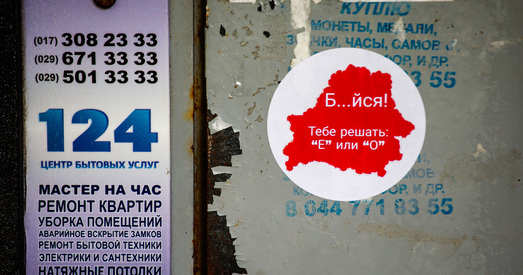 (017) 308 23 33
(029) 671 33 33
(029) 501 33 33
124
ЦЕНТР БЫТОВЫХ УСЛУГ
МАСТЕР НА ЧАС
РЕМОНТ КВАРТИР
УБОРКА ПОМЕЩЕНИЙ
АВАРИЙНОЕ ВСКРЫТИЕ ЗАМКОВ
РЕМОНТ БЫТОВОЙ ТЕХНИКИ
ЭЛЕКТРИКИ И САНТЕХНИКИ
НАТЯЖНЫЕ ПОТОЛКИ
КУПЛЮ
МОНЕТЫ, МЕДАЛИ,
ЧАСЫ, САМОВ
И ДР.
55
Б...йся!
Тебе решать:
“Е” или “О”
И ДР.
8 044 771 83 55